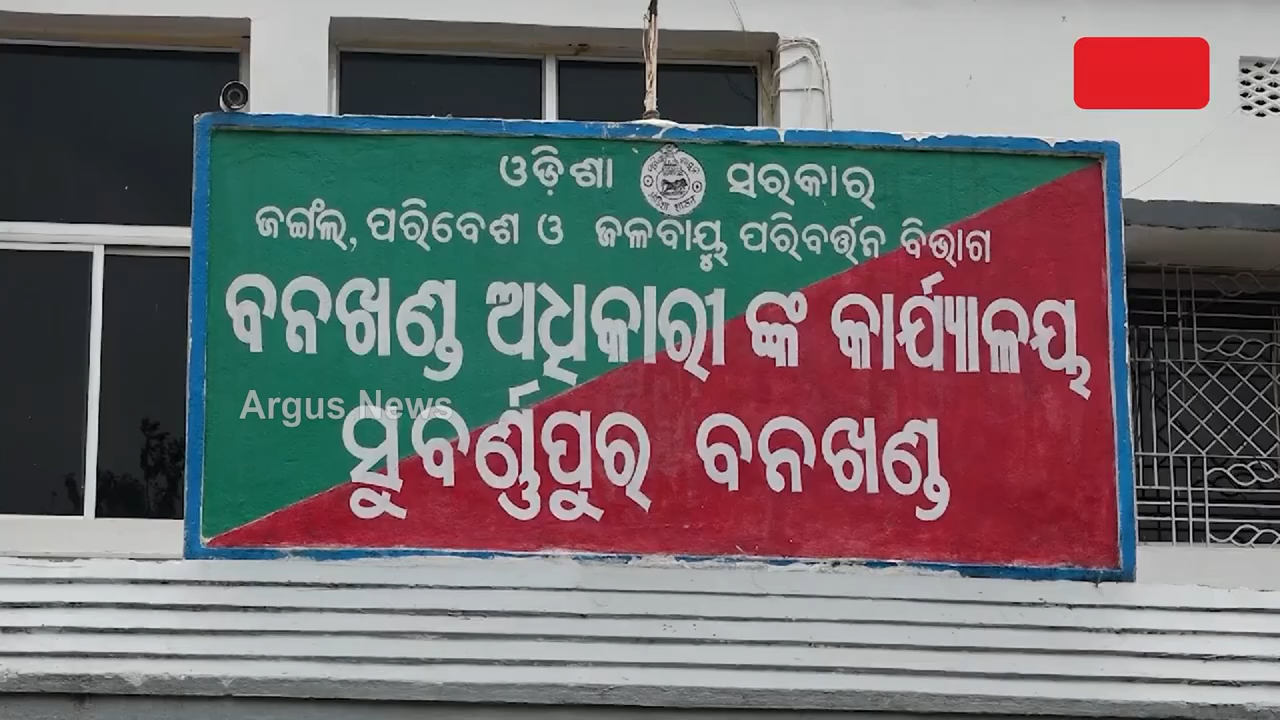 ଓଡ଼ିଶା ସରକାର
ଜଙ୍ଗଲ, ପରିବେଶ ଓ ଜଳବାୟୁ ପରିବର୍ତ୍ତନ ବିଭାଗ
ବନଖଣ୍ଡ ଅଧିକାରୀ ଙ୍କ କାର୍ଯ୍ୟାଳୟ
Argus News
ସୁବର୍ଣ୍ଣପୁର ବନଖଣ୍ଡ